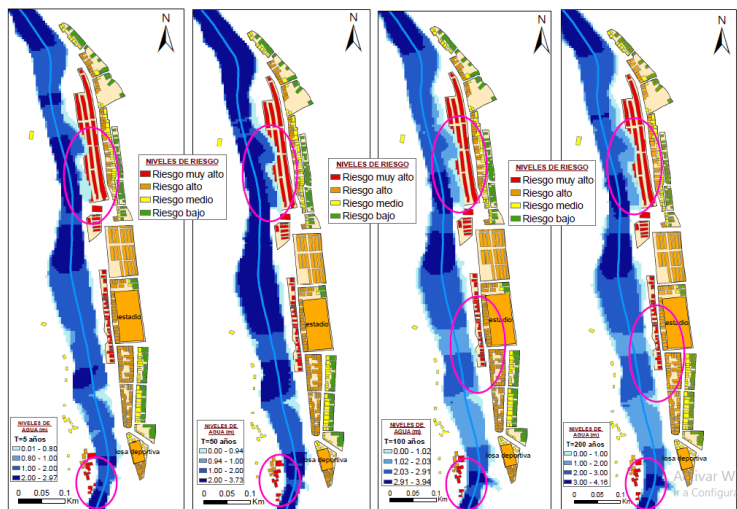 N
NIVELES DE RIESGO
Riesgo muy alto
Riesgo alto
Riesgo medio
Riesgo bajo
estadio
losa deportiva
NIVELES DE
AGUA (m)
T=5 años
0.01 - 0.80
0.80 - 1.00
1.00 - 2.00
2.00 - 2.97
0 0.05 0.1
Km
N
NIVELES DE RIESGO
Riesgo muy alto
Riesgo alto
Riesgo medio
Riesgo bajo
estadio
losa deportiva
NIVELES DE
AGUA (m)
T=50 años
0.00 - 0.94
0.94 - 1.00
1.00 - 2.00
2.00 - 3.73
0 0.05 0.1
Km
N
NIVELES DE RIESGO
Riesgo muy alto
Riesgo alto
Riesgo medio
Riesgo bajo
estadio
losa deportiva
NIVELES DE
AGUA (m)
T=100 años
0.00 - 1.02
1.02 - 2.03
2.03 - 2.91
2.91 - 3.94
0 0.05 0.1
Km
N
estadio
losa deportiva
NIVELES DE
AGUA (m)
T=200 años
0.00 - 1.00
1.00 - 2.00
2.00 - 3.00
3.00 - 4.16
0 0.05 0.1
Km
Activar W
Ir a Configura